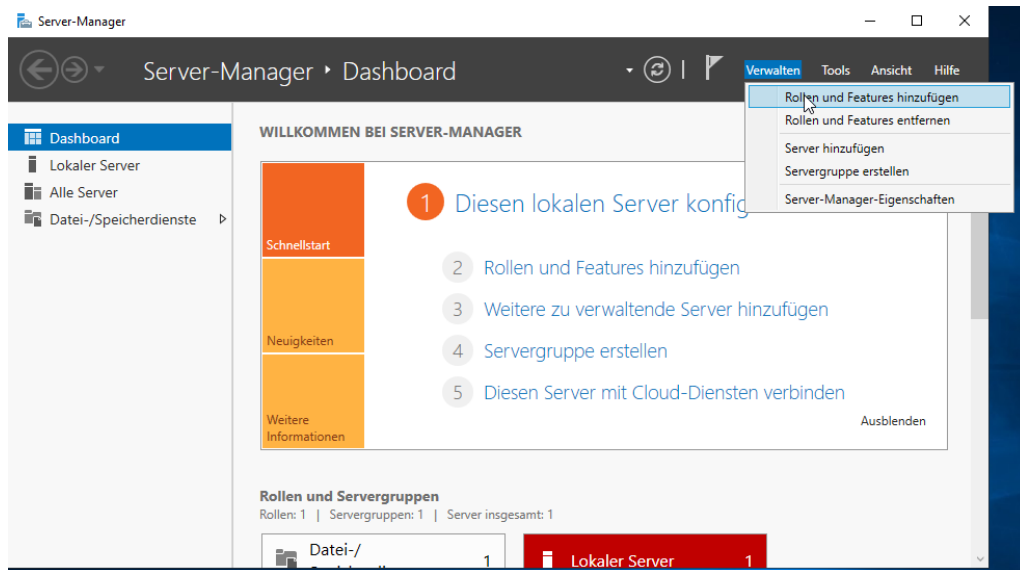 Server-Manager
Server-Manager ‣ Dashboard
Verwalten Tools Ansicht Hilfe
Rollen und Features hinzufügen
Rollen und Features entfernen
Server hinzufügen
Servergruppe erstellen
Server-Manager-Eigenschaften
Dashboard
Lokaler Server
Alle Server
Datei-/Speicherdienste
WILLKOMMEN BEI SERVER-MANAGER
Schnellstart
Neuigkeiten
Weitere
Informationen
1 Diesen lokalen Server konfig
2 Rollen und Features hinzufügen
3 Weitere zu verwaltende Server hinzufügen
4 Servergruppe erstellen
5 Diesen Server mit Cloud-Diensten verbinden
Ausblenden
Rollen und Servergruppen
Rollen: 1 | Servergruppen: 1 | Server insgesamt: 1
Datei-/
1
Lokaler Server 1